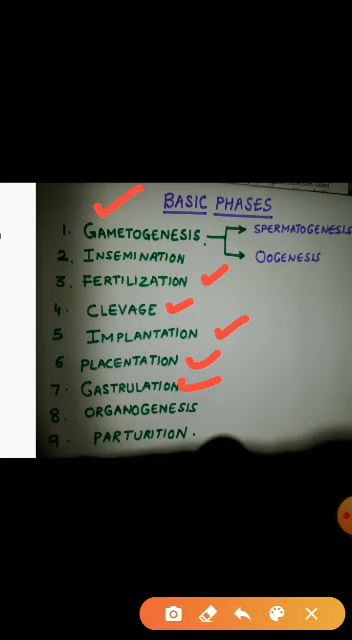 BASIC PHASES
1. GAMETOGENESIS. SPERMATOGENESIS
OOGENESIS
2. INSEMINATION
3. FERTILIZATION
4. CLEVAGE
5 IMPLANTATION
6 PLACENTATION
7. GASTRULATION
8. ORGANOGENESIS
9. PARTURITION.